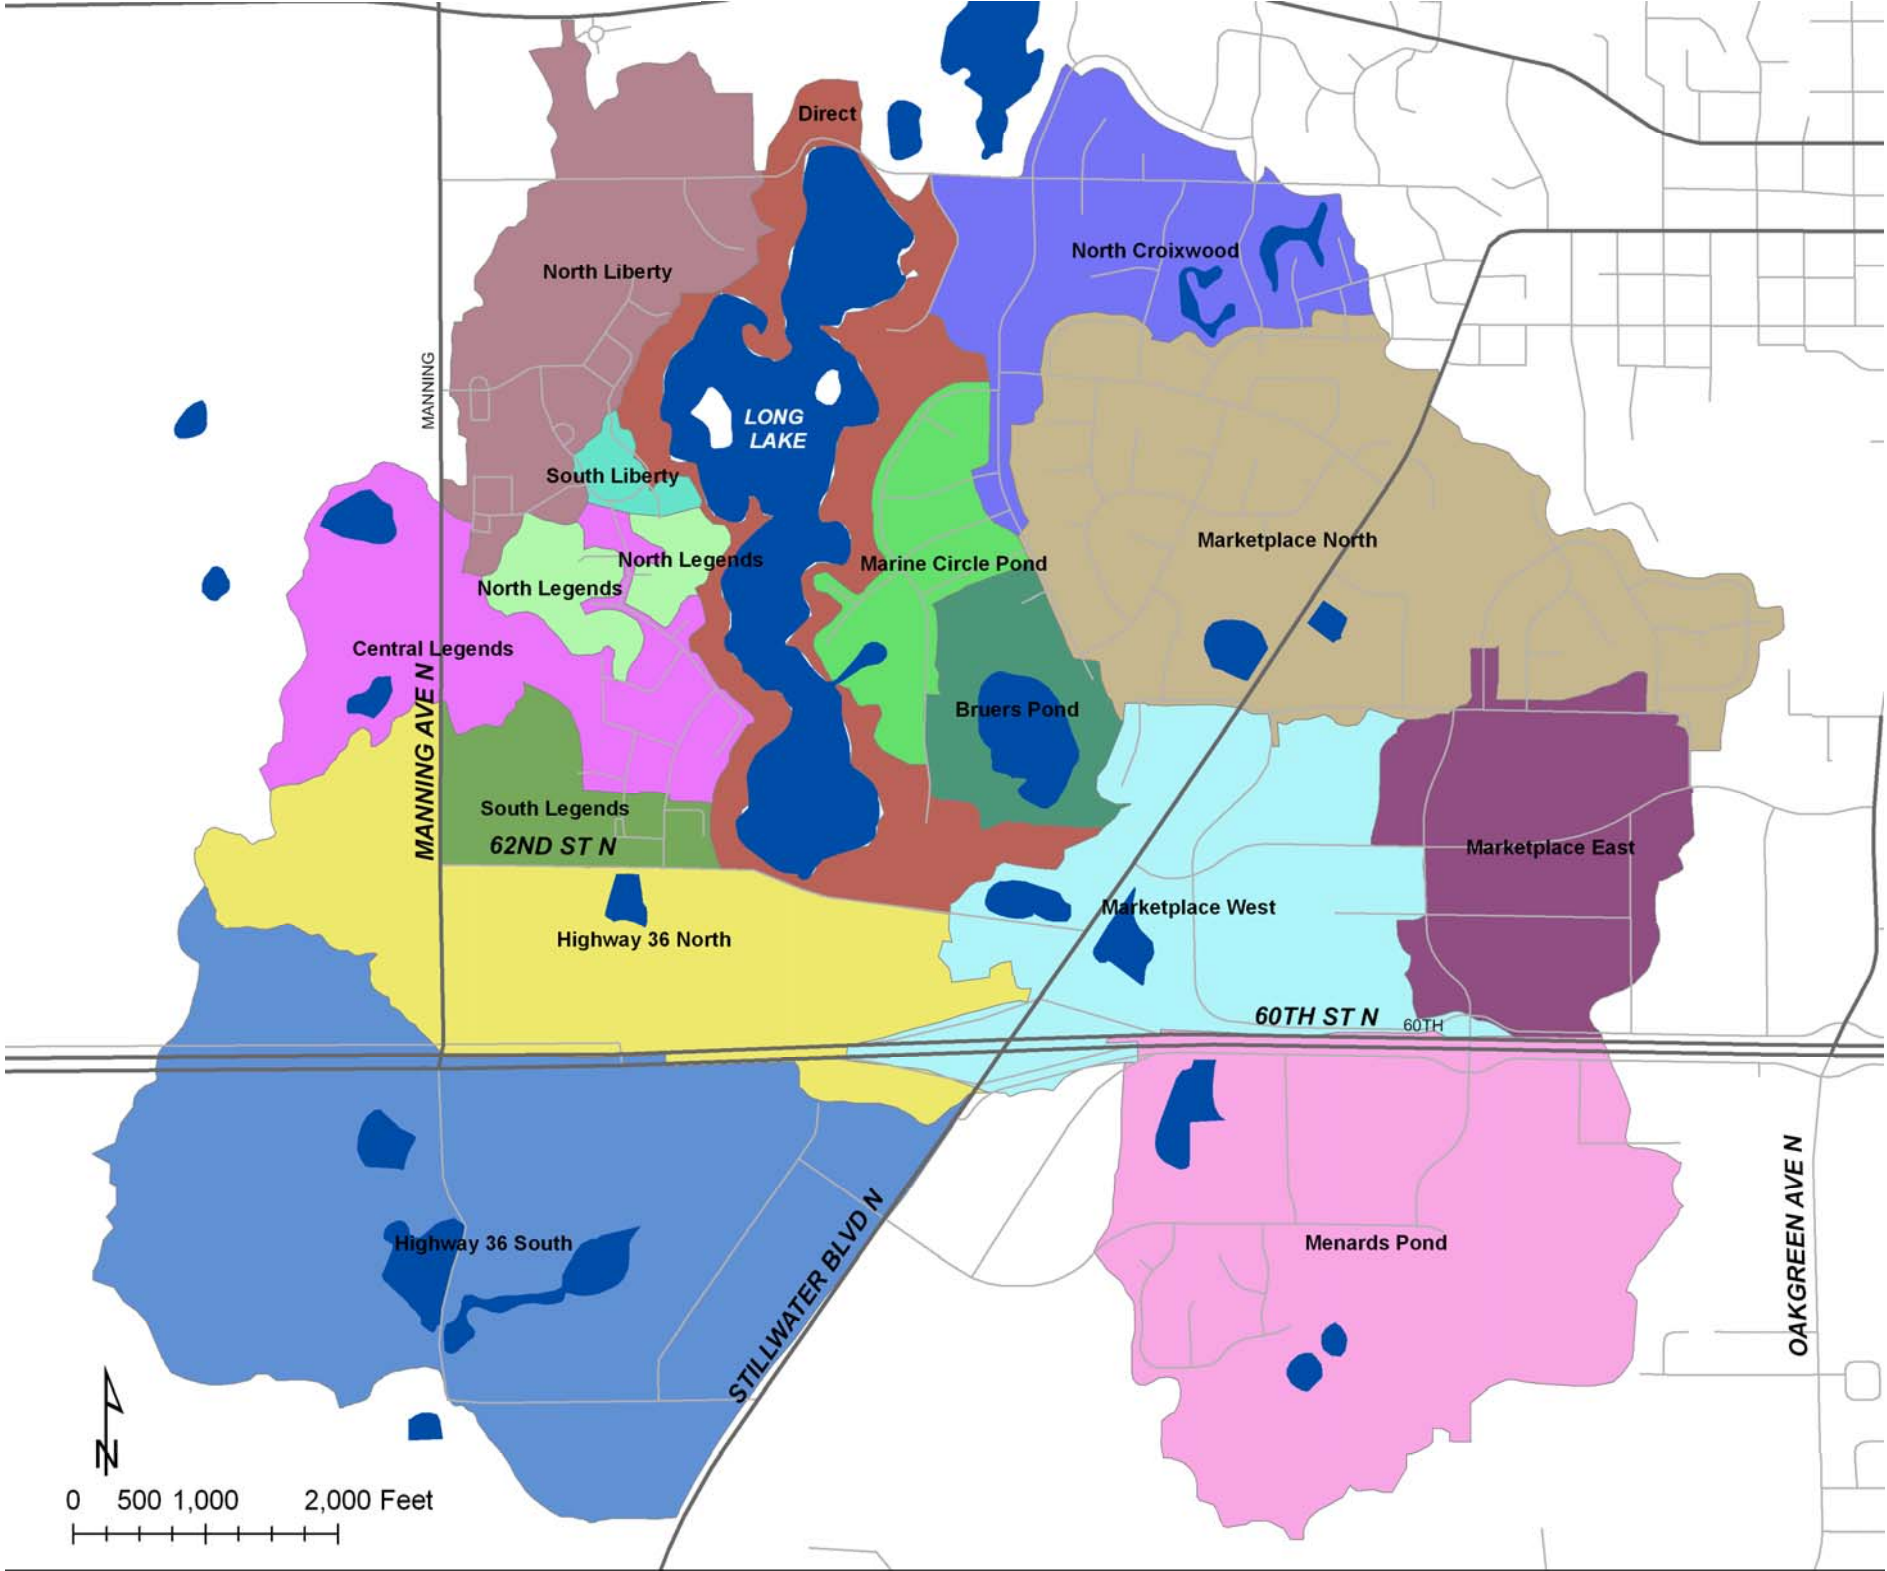 Direct
North Croixwood
North Liberty
MANNING
LONG
LAKE
South Liberty
Marketplace North
North Legends
Marine Circle Pond
North Legends
Central Legends
Bruers Pond
MANNING AVE N
South Legends
62ND ST N
Marketplace East
Marketplace West
Highway 36 North
60TH ST N
60TH
Highway 36 South
Menards Pond
STILLWATER BLVD N
OAKGREEN AVE N
N
0 500 1,000 2,000 Feet